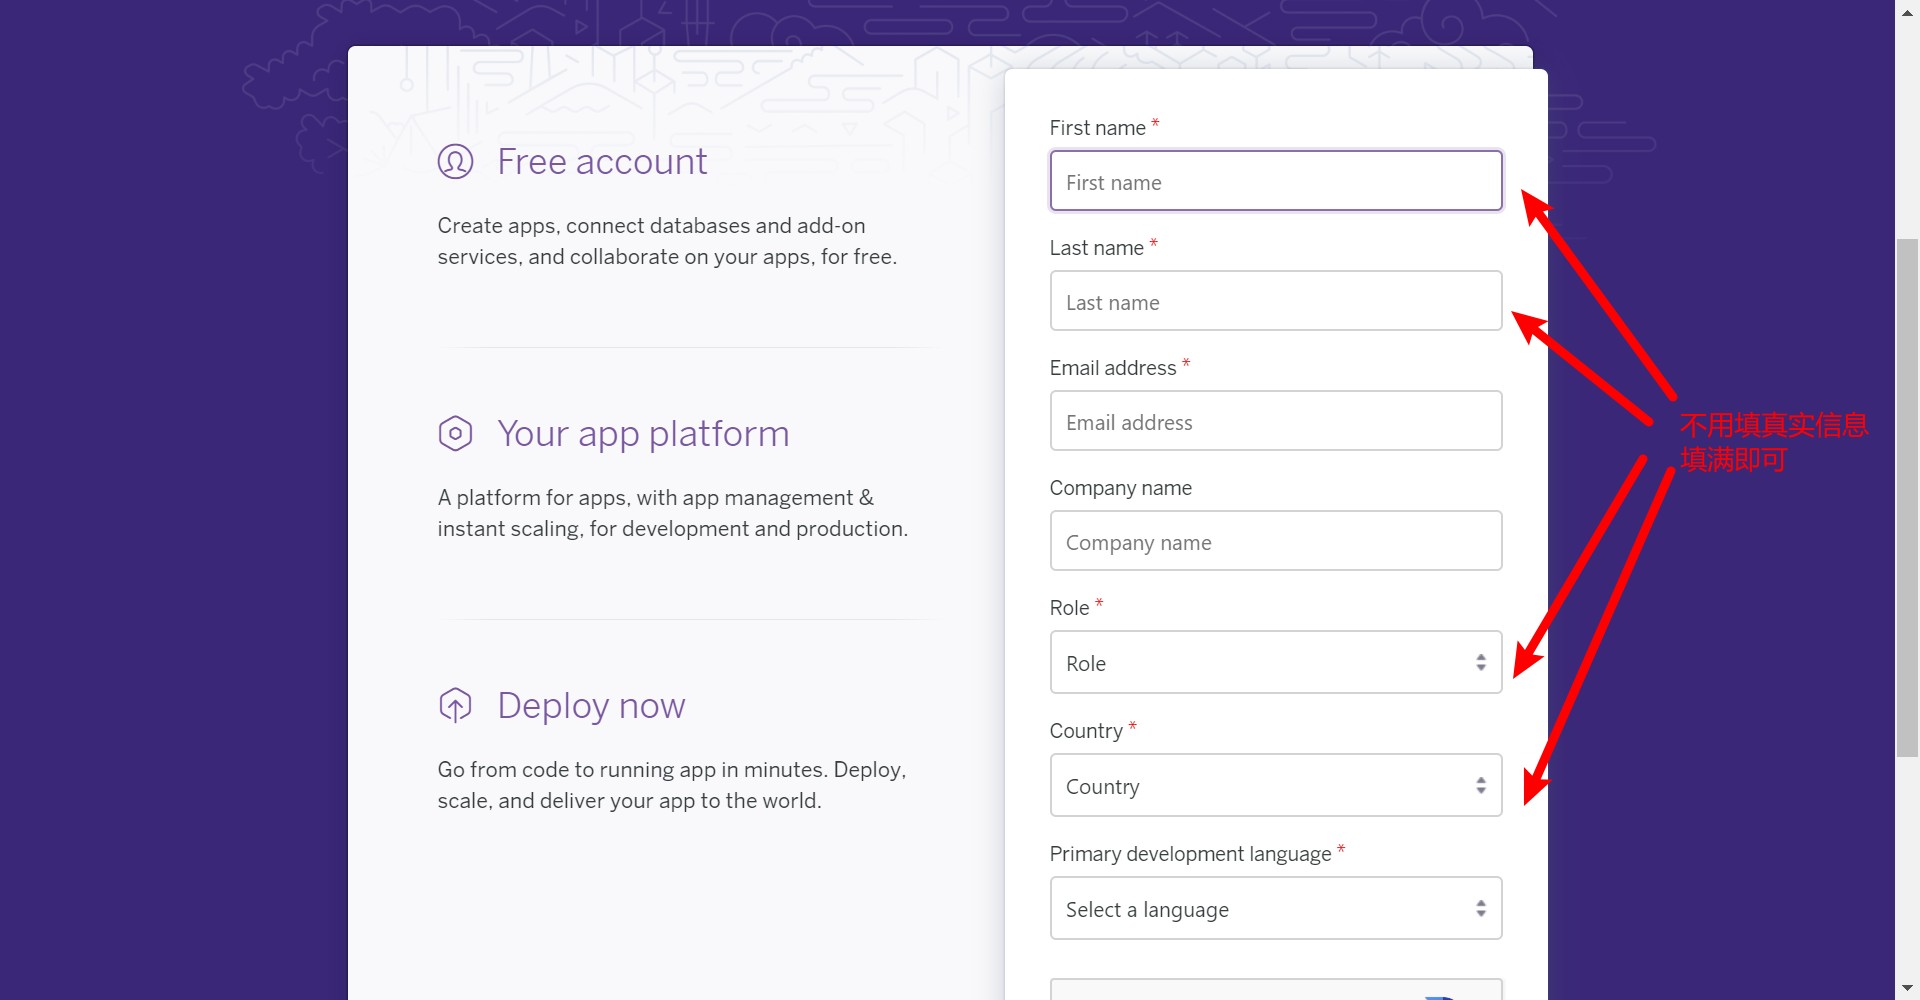 Free account
Create apps, connect databases and add-on
services, and collaborate on your apps, for free.
Your app platform
A platform for apps, with app management &
instant scaling, for development and production.
Deploy now
Go from code to running app in minutes. Deploy,
scale, and deliver your app to the world.
First name *
First name
Last name *
Last name
Email address *
Email address
Company name
Company name
Role *
Role
Country *
Country
Primary development language *
Select a language
不用填真实信息
填满即可